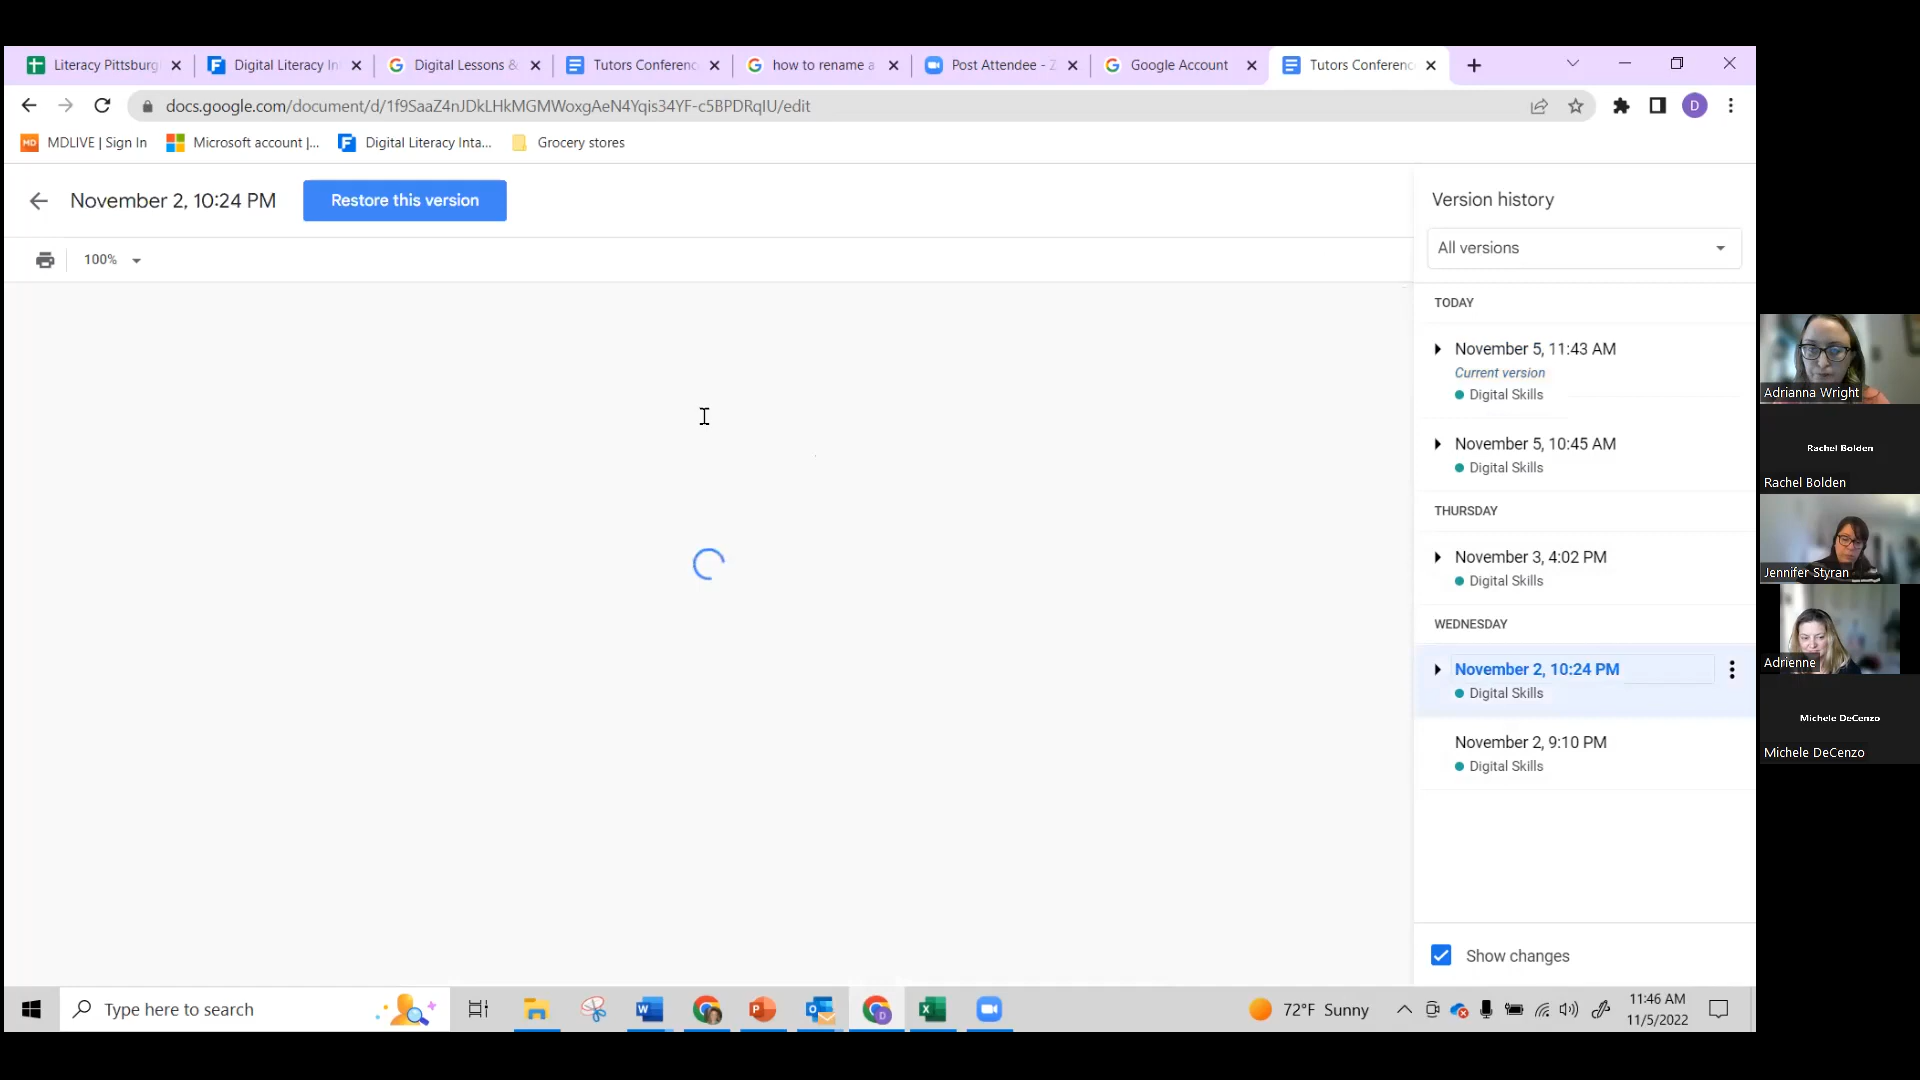 Literacy Pittsburg
Digital Literacy In
Digital Lessons &
Tutors Conferenc
how to rename a
Post Attendee - Z
Google Account
Tutors Conferenc
docs.google.com/document/d/1f9SaaZ4nJDkLHkMGMWoxgAeN4Yqis34YF-c5BPDRqIU/edit
D
MD MDLIVE | Sign In
Microsoft account |...
Digital Literacy Inta...
Grocery stores
November 2, 10:24 PM
Restore this version
100%
Version history
All versions
TODAY
November 5, 11:43 AM
Current version
Digital Skills
November 5, 10:45 AM
Digital Skills
THURSDAY
November 3, 4:02 PM
Digital Skills
WEDNESDAY
November 2, 10:24 PM
Digital Skills
November 2, 9:10 PM
Digital Skills
Show changes
Adrianna Wright
Rachel Bolden
Rachel Bolden
Jennifer Styran
Adrienne
Michele DeCenzo
Michele DeCenzo
Type here to search
72°F Sunny
11:46 AM
11/5/2022